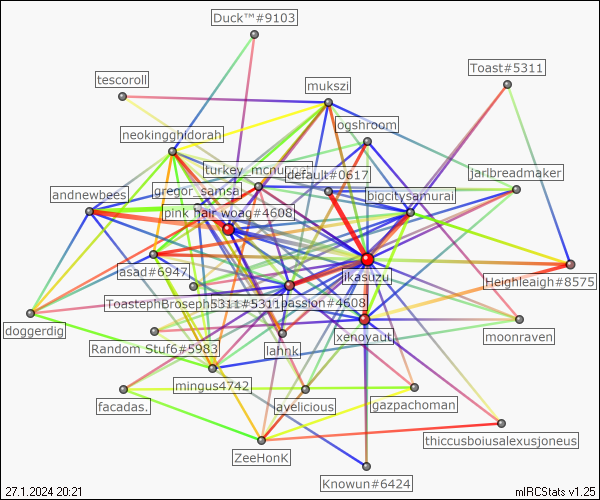 Duck™#9103
Toast#5311
tescoroll
mukszi
logshroom
neokingghidorah
turkey_mcnu
default#0617
jarlbreadmaker
andnewbees
gregor_samsa
bigcitysamurai
pink hair woag#4608
asad#6947
ikasuzu
Heighleaigh#8575
ToastephBroseph5311#5311
passion#4608
doggerdig
Random Stuf6#5983
lahnk
xenoyauti
moonraven
mingus4742
facadas.
avelicious
gazpachoman
thiccusboiusalexusjoneus
ZeeHonK
Knowun#6424
27.1.2024 20:21
mIRCStats v1.25